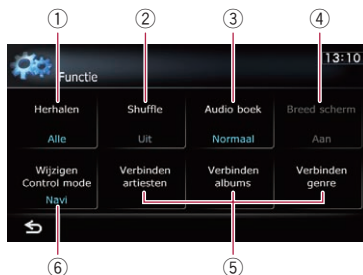 ① ② ③ ④
13:10
Functie
Herhalen Shuffle Audio boek Breed scherm
Alle Uit Normaal Aan
Wijzigen Verbinden Verbinden Verbinden
Control mode artiesten albums genre
Navi
⑥ ⑤